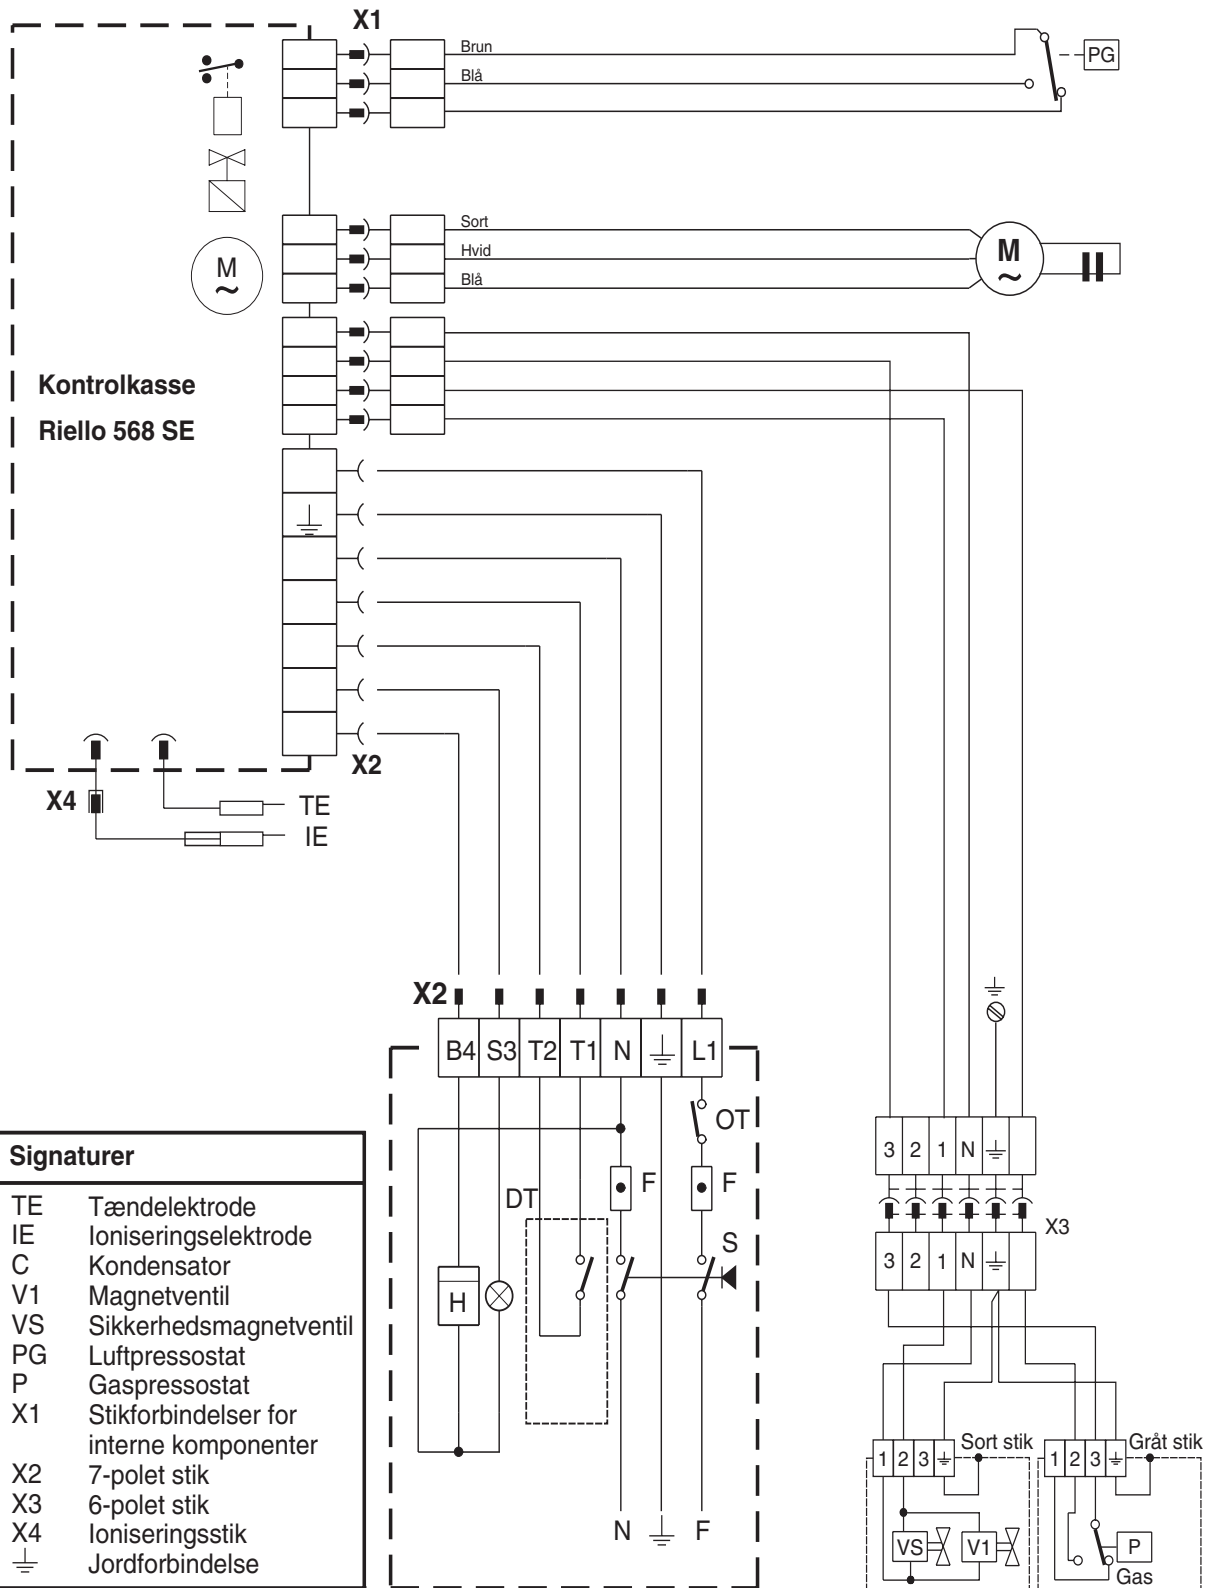 X1
Brun
PG
Blå
Sort
Hvid
Blå
M
~
M
~
Kontrolkasse
Riello 568 SE
X2
X4
TE
IE
X2
B4 S3 T2 T1 N L1
OT
F F
DT
S
H
N F
3 2 1 N
X3
3 2 1 N
Sort stik
1 2 3
VS V1
Gråt stik
1 2 3
P
Gas
Signaturer
TE Tændelektrode
IE Ioniseringselektrode
C Kondensator
V1 Magnetventil
VS Sikkerhedsmagnetventil
PG Luftpressostat
P Gaspressostat
X1 Stikforbindelser for
interne komponenter
X2 7-polet stik
X3 6-polet stik
X4 Ioniseringsstik
Jordforbindelse